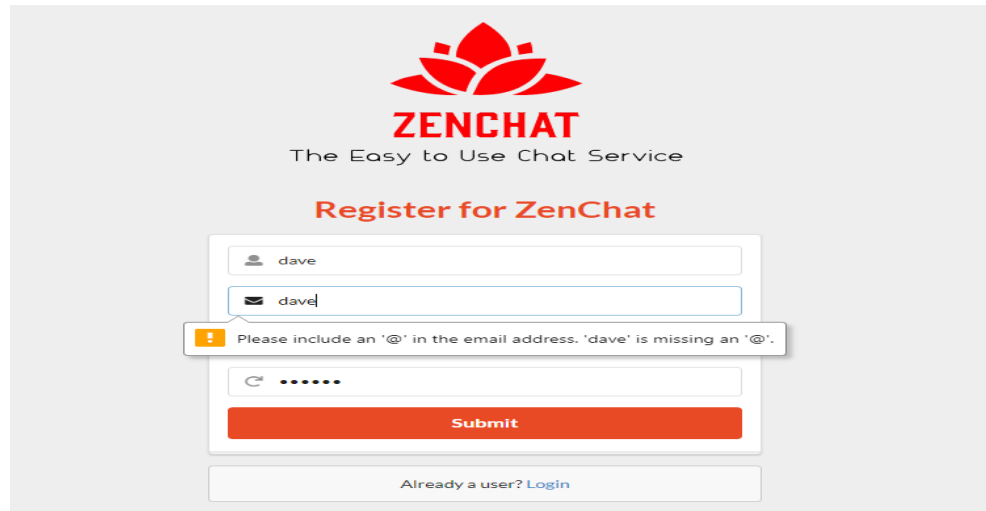 ZENCHAT
The Easy to Use Chat Service
Register for ZenChat
dave
dave
Please include an '@' in the email address. 'dave' is missing an '@'.
••••••
Submit
Already a user? Login